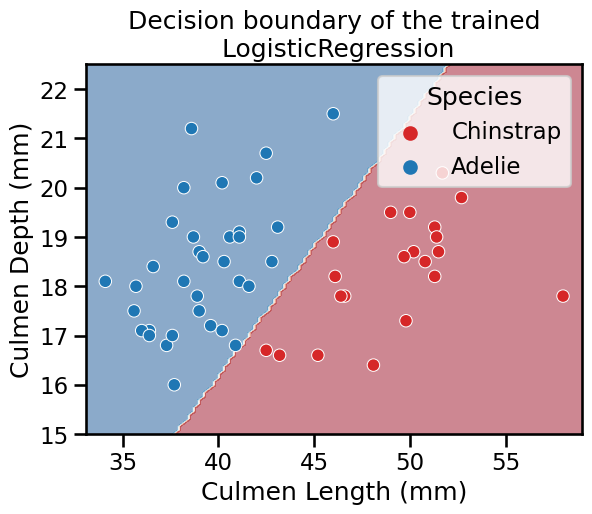 Decision boundary of the trained
LogisticRegression
Species
Chinstrap
Adelie
Culmen Depth (mm)
22
21
20
19
18
17
16
15
35
40
45
50
55
Culmen Length (mm)